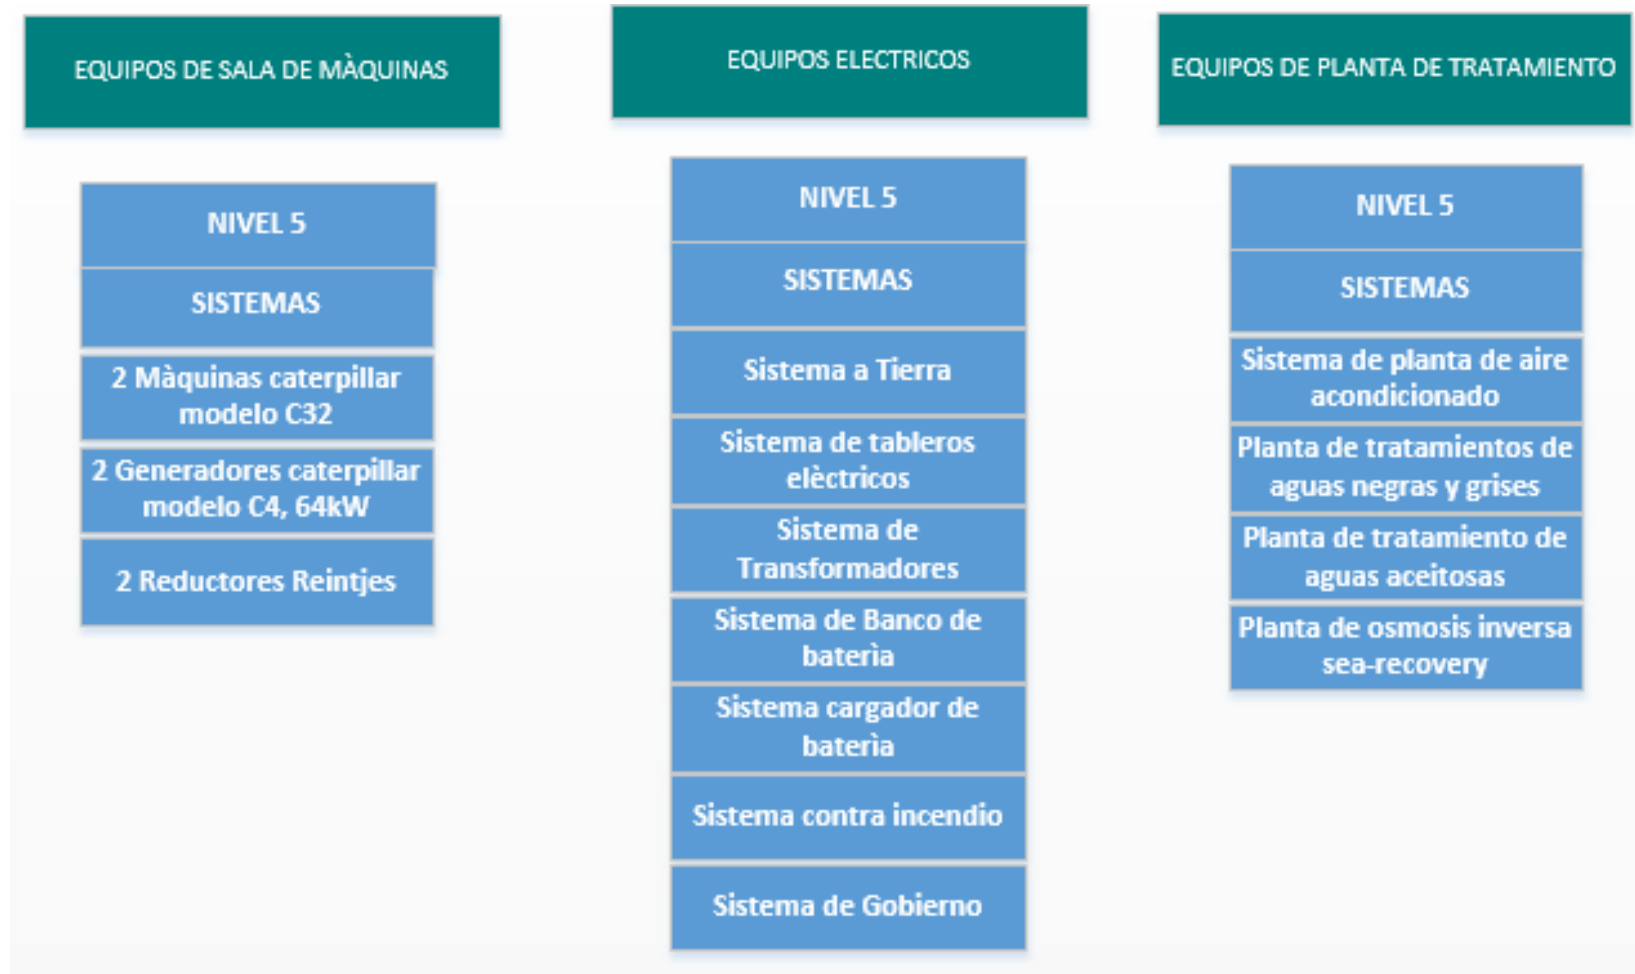 EQUIPOS DE SALA DE MÀQUINAS
NIVEL 5
SISTEMAS
2 Màquinas caterpillar
modelo C32
2 Generadores caterpillar
modelo C4, 64kW
2 Reductores Reintjes
EQUIPOS ELECTRICOS
NIVEL 5
SISTEMAS
Sistema a Tierra
Sistema de tableros
elèctricos
Sistema de
Transformadores
Sistema de Banco de
baterìa
Sistema cargador de
baterìa
Sistema contra incendio
Sistema de Gobierno
EQUIPOS DE PLANTA DE TRATAMIENTO
NIVEL 5
SISTEMAS
Sistema de planta de aire
acondicionado
Planta de tratamientos de
aguas negras y grises
Planta de tratamiento de
aguas aceitosas
Planta de osmosis inversa
sea-recovery